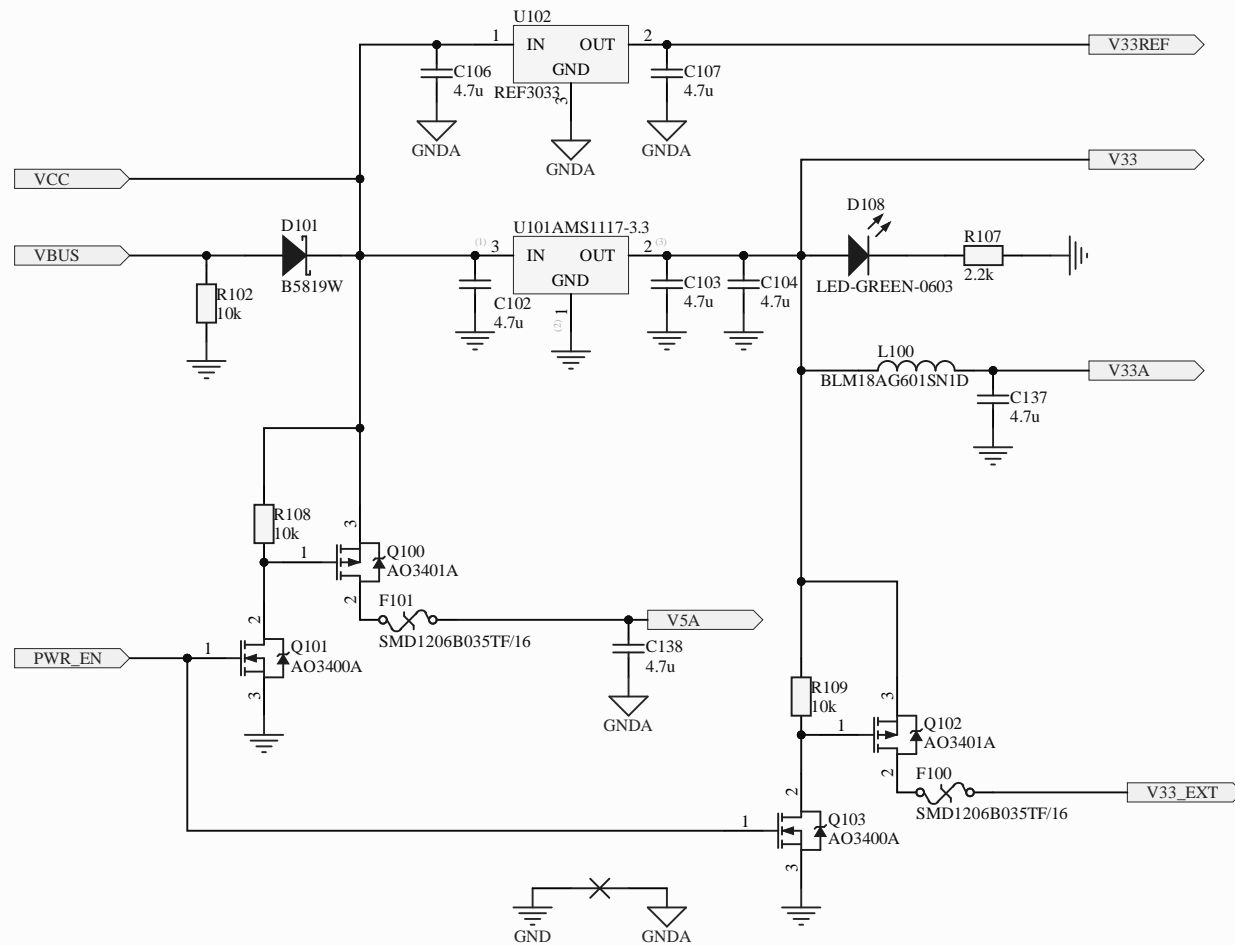 U102
1
IN
OUT
2
GND
REF3033
3
C106
4.7u
C107
4.7u
V33REF
GNDA
GNDA
GNDA
VCC
V33
D101
B5819W
VBUS
R102
10k
U101AMS1117-3.3
(1)
3
IN
OUT
2
(3)
GND
(2)
1
C102
4.7u
C103
4.7u
C104
4.7u
D108
LED-GREEN-0603
R107
2.2k
L100
BLM18AG601SN1D
V33A
C137
4.7u
R108
10k
3
1
Q100
AO3401A
2
F101
SMD1206B035TF/16
V5A
C138
4.7u
GNDA
PWR_EN
1
2
Q101
AO3400A
3
R109
10k
3
1
Q102
AO3401A
2
F100
SMD1206B035TF/16
V33_EXT
2
1
Q103
AO3400A
3
GND
GNDA